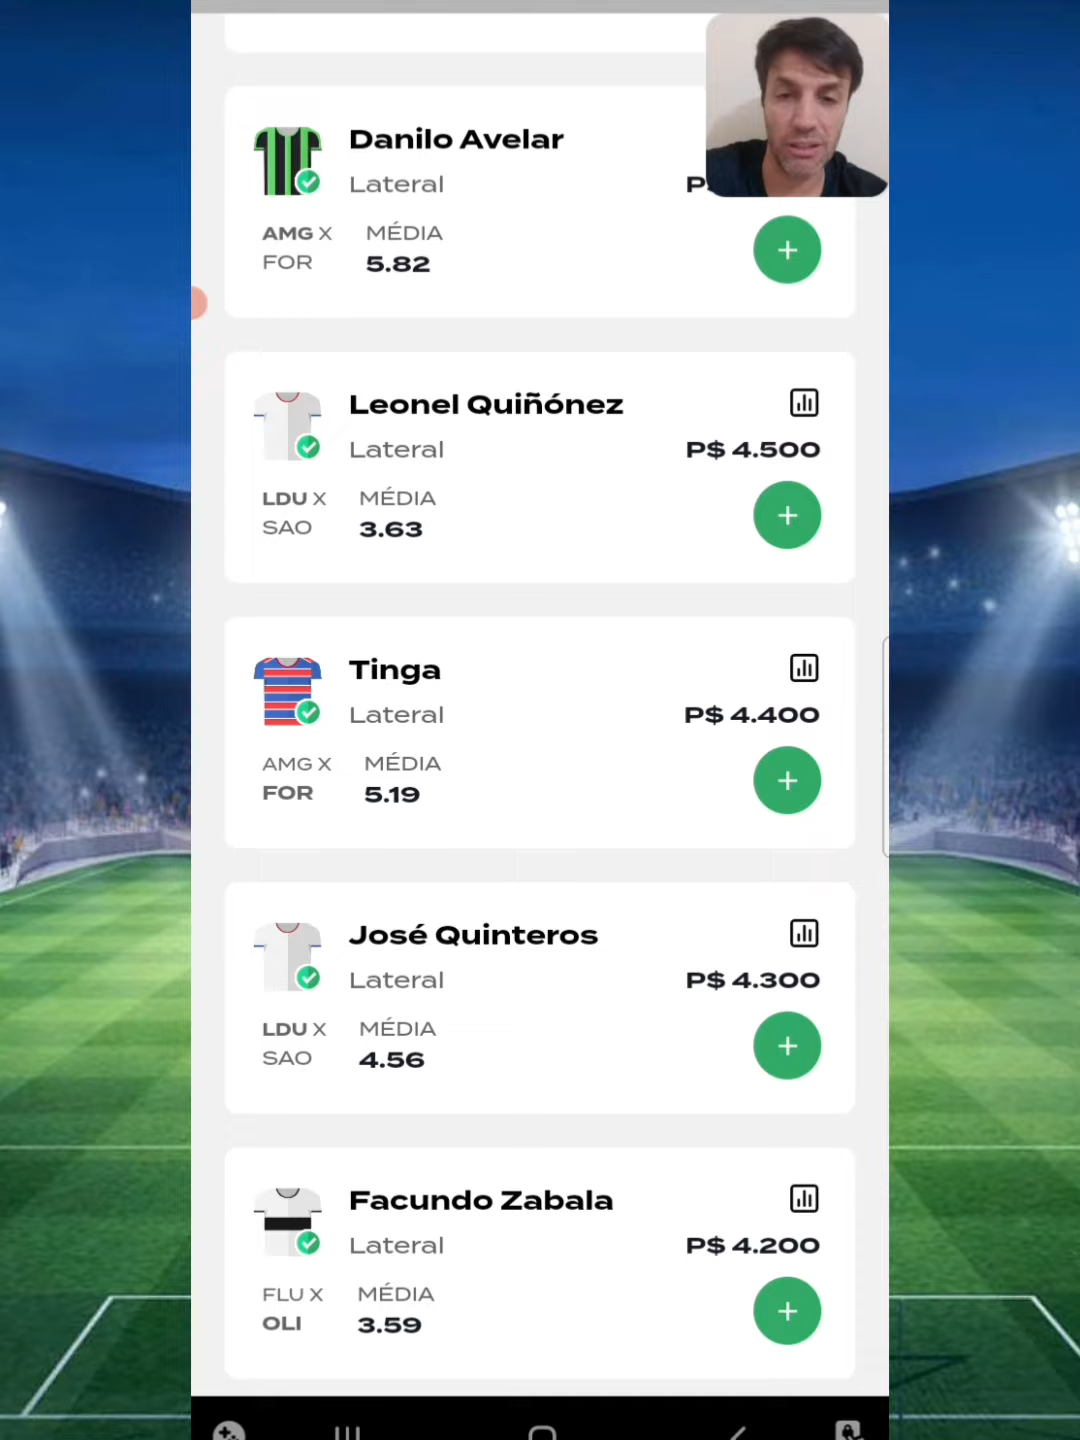 Danilo Avelar
Lateral
AMG X MÉDIA
FOR 5.82
Leonel Quiñónez
Lateral P$ 4.500
LDU X MÉDIA
SAO 3.63
Tinga
Lateral P$ 4.400
AMG X MÉDIA
FOR 5.19
José Quinteros
Lateral P$ 4.300
LDU X MÉDIA
SAO 4.56
Facundo Zabala
Lateral P$ 4.200
FLU X MÉDIA
OLI 3.59